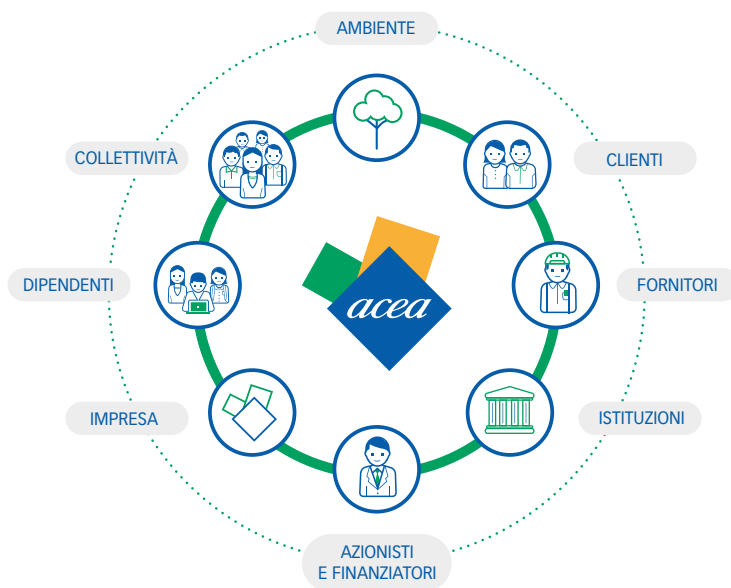 AMBIENTE
COLLETTIVITÀ
CLIENTI
DIPENDENTI
acea
FORNITORI
IMPRESA
ISTITUZIONI
AZIONISTI
E FINANZIATORI